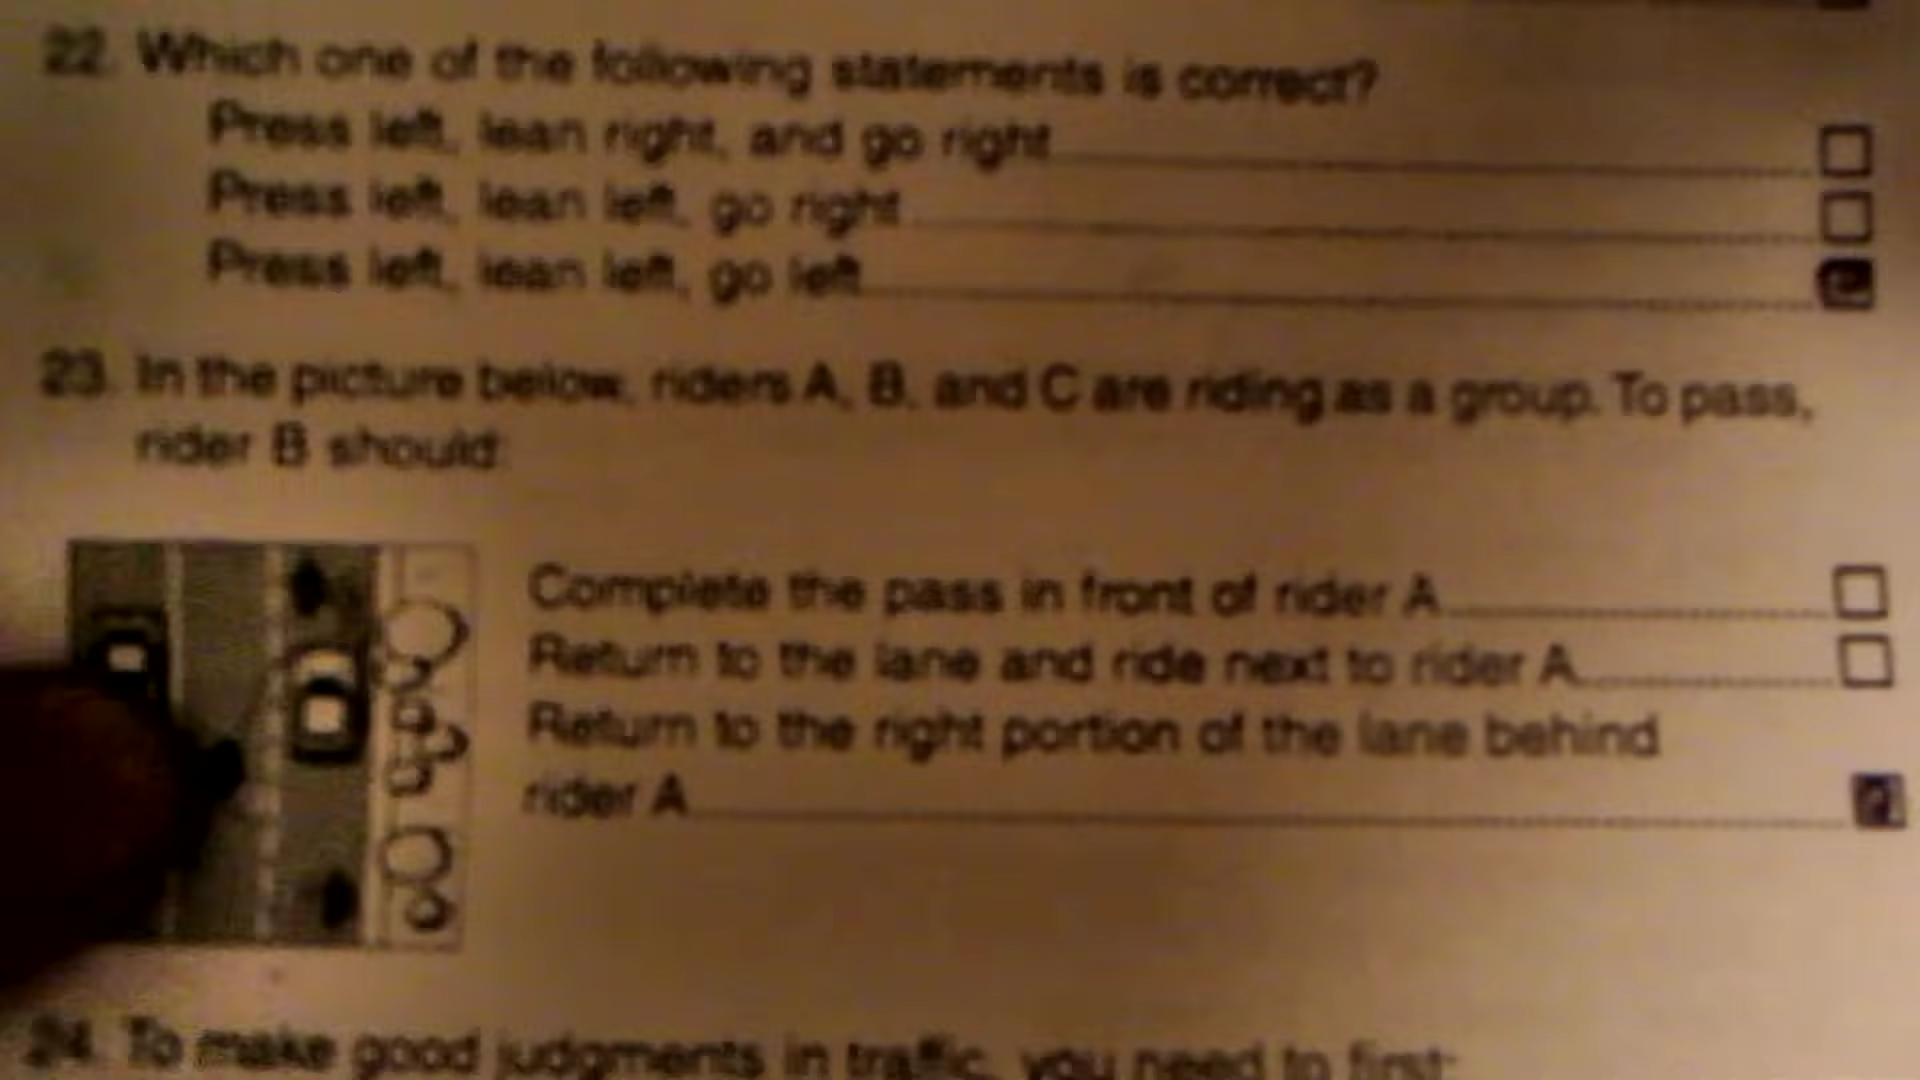 22. Which one of the following statements is correct?
Press left, lean right, and go right
Press left, lean left, go right
Press left, lean left, go left
23. In the picture below, riders A, B, and C are riding as a group. To pass,
rider B should:
Complete the pass in front of rider A
Return to the lane and ride next to rider A
Return to the right portion of the lane behind
rider A
24. To make good judgments in traffic, you need to first: